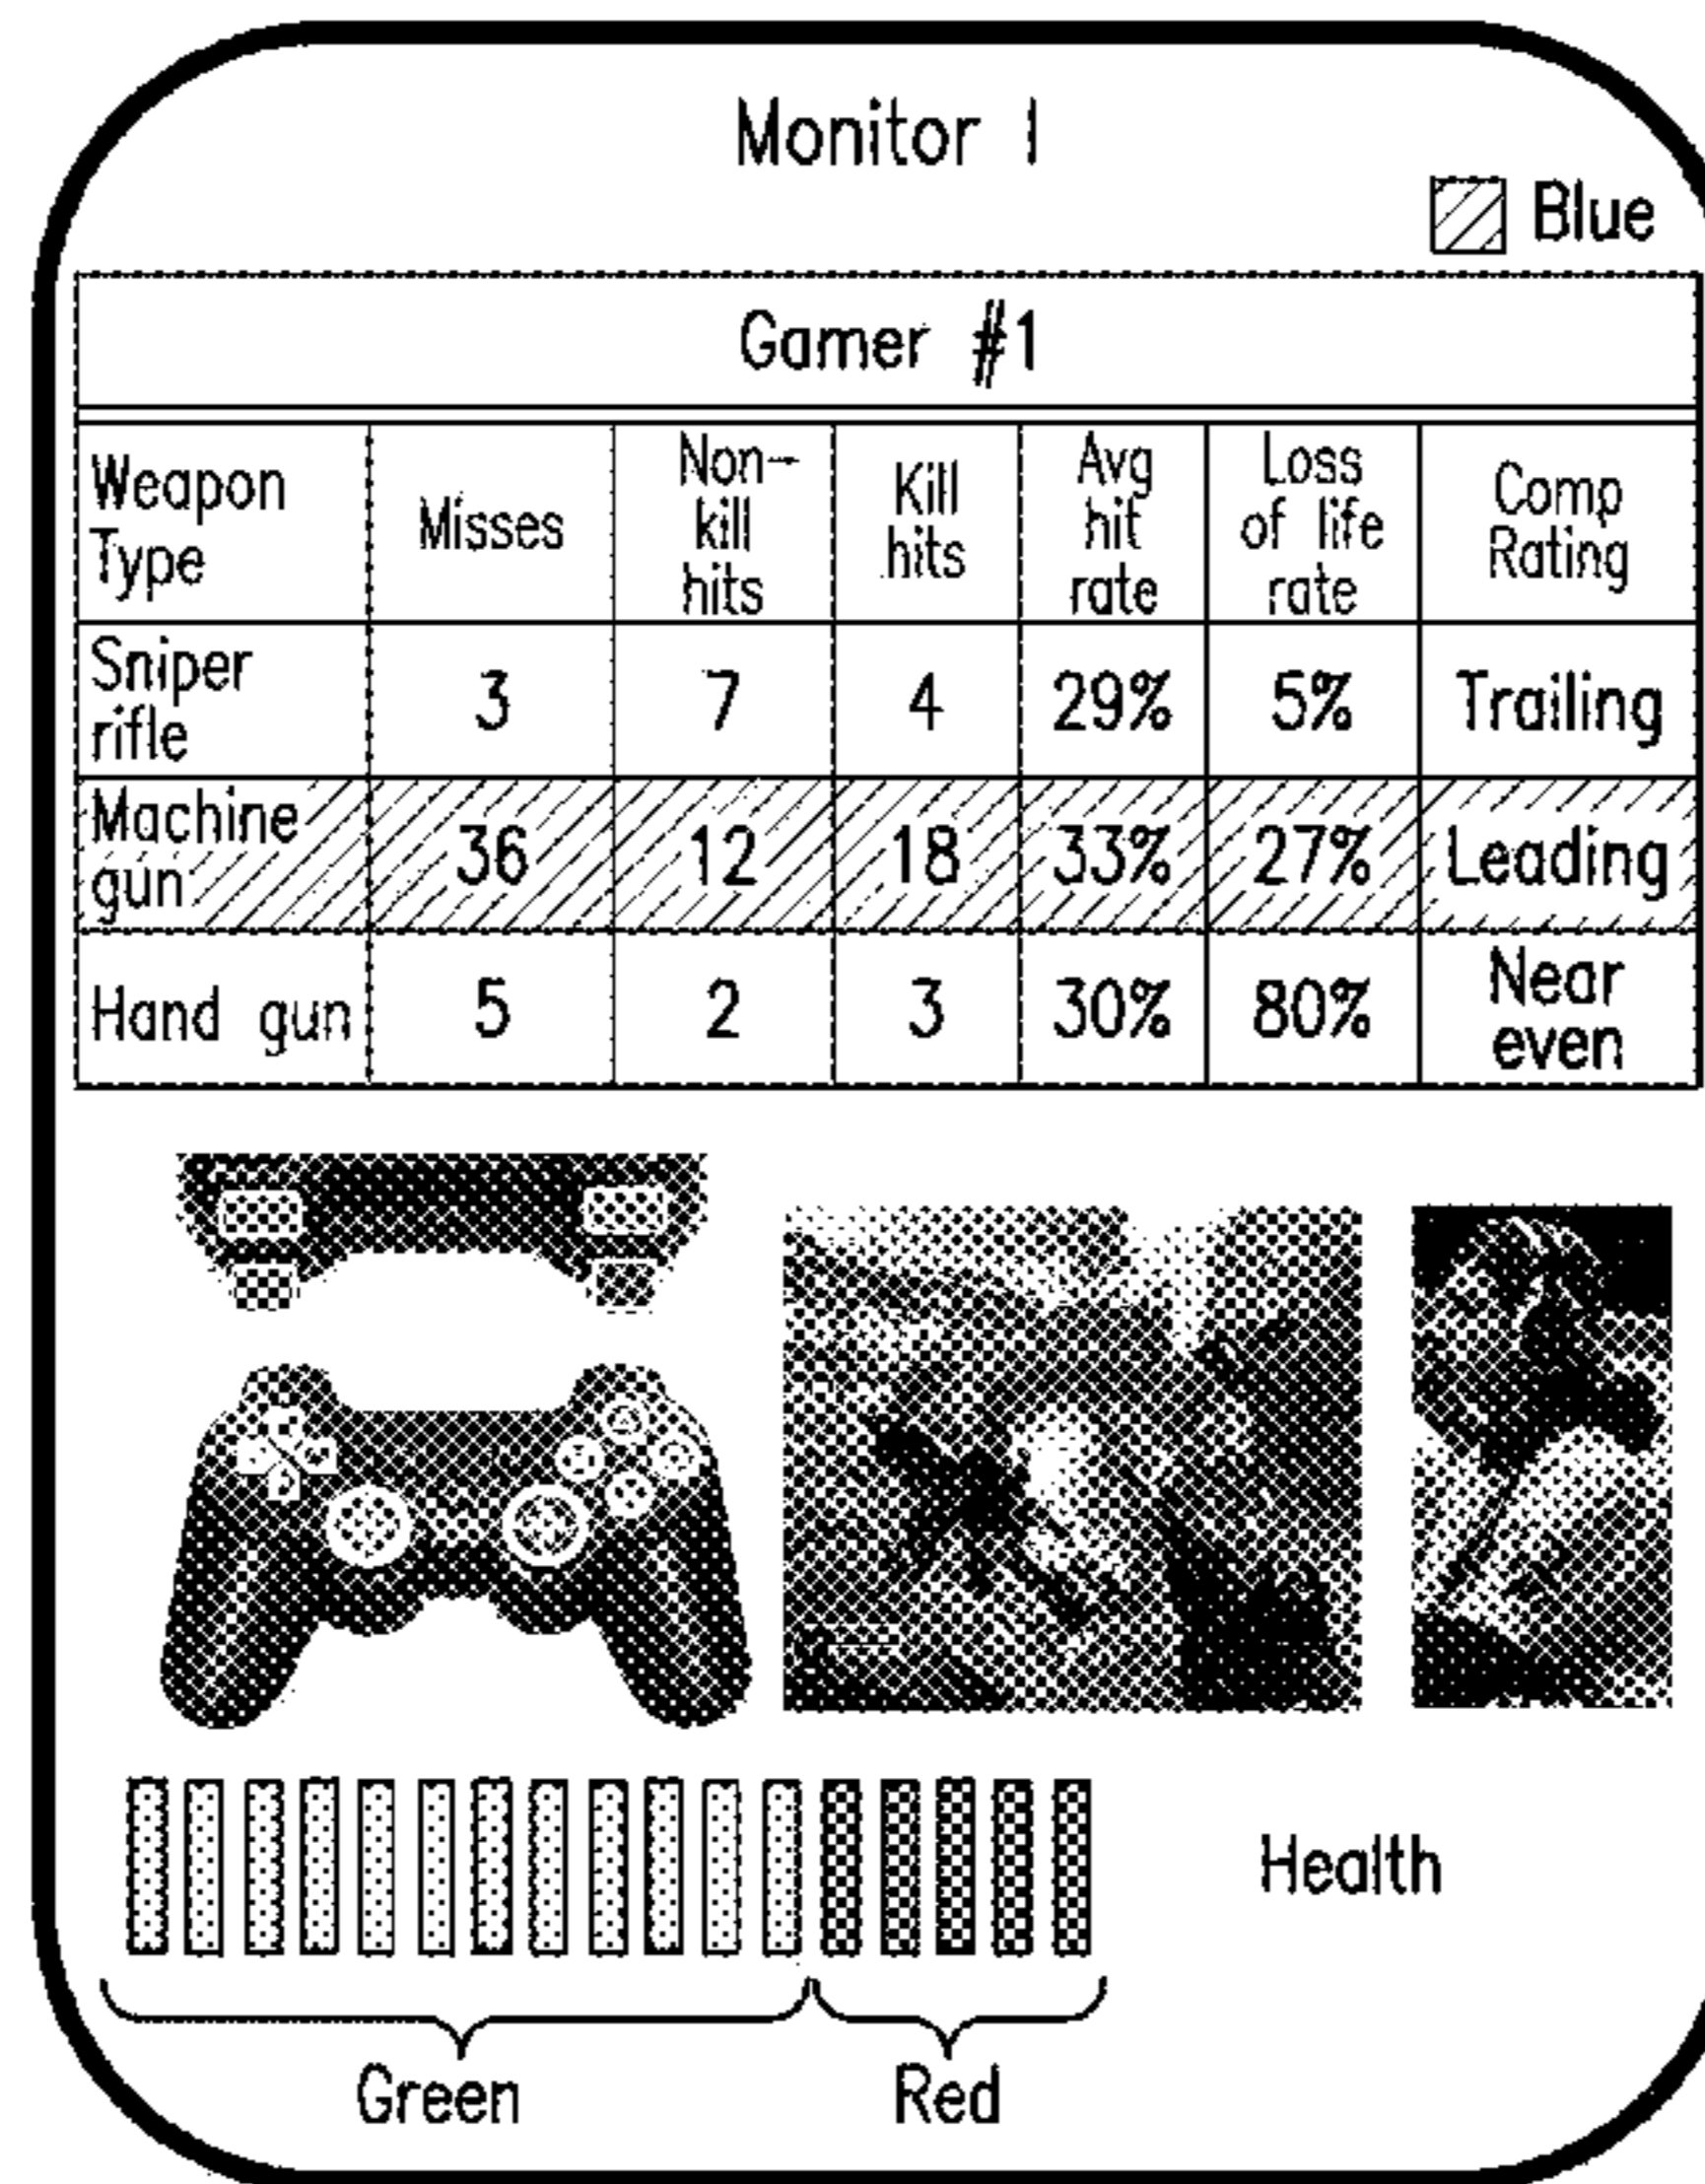 Monitor 1
Blue
Gamer #1
Weapon Type Misses Non-kill hits Kill hits Avg hit rate Loss of life rate Comp Rating
Sniper rifle 3 7 4 29% 5% Trailing
Machine gun 36 12 18 33% 27% Leading
Hand gun 5 2 3 30% 80% Near even
Health
Green Red